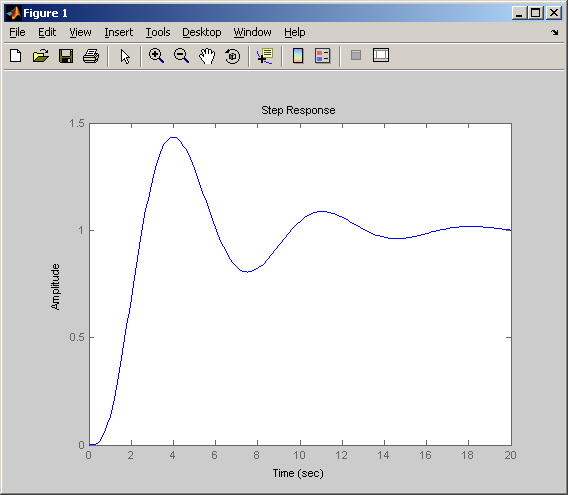 Figure 1
File Edit View Insert Tools Desktop Window Help
Step Response
1.5
1
0.5
0
Amplitude
0 2 4 6 8 10 12 14 16 18 20
Time (sec)